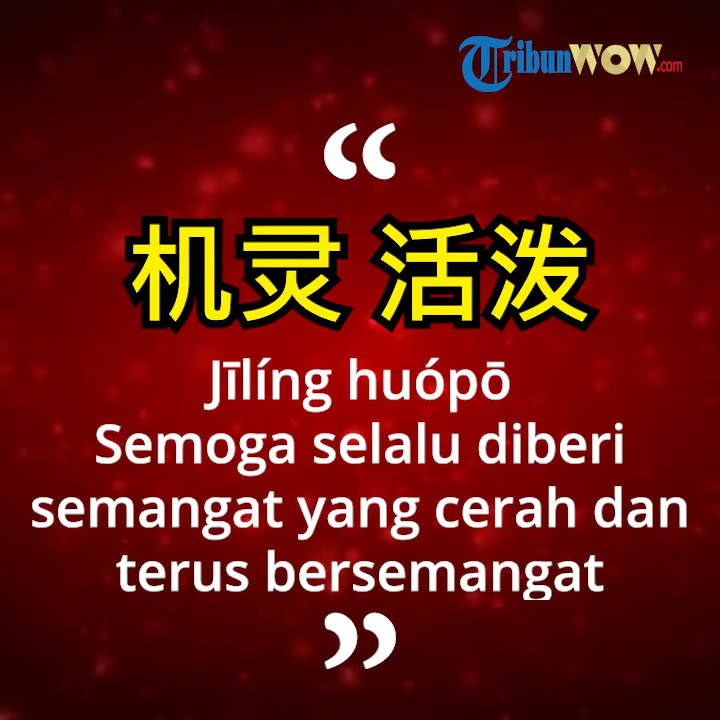 TribunWOW.com
“
机灵 活泼
Jīlíng huópō
Semoga selalu diberi
semangat yang cerah dan
terus bersemangat
”